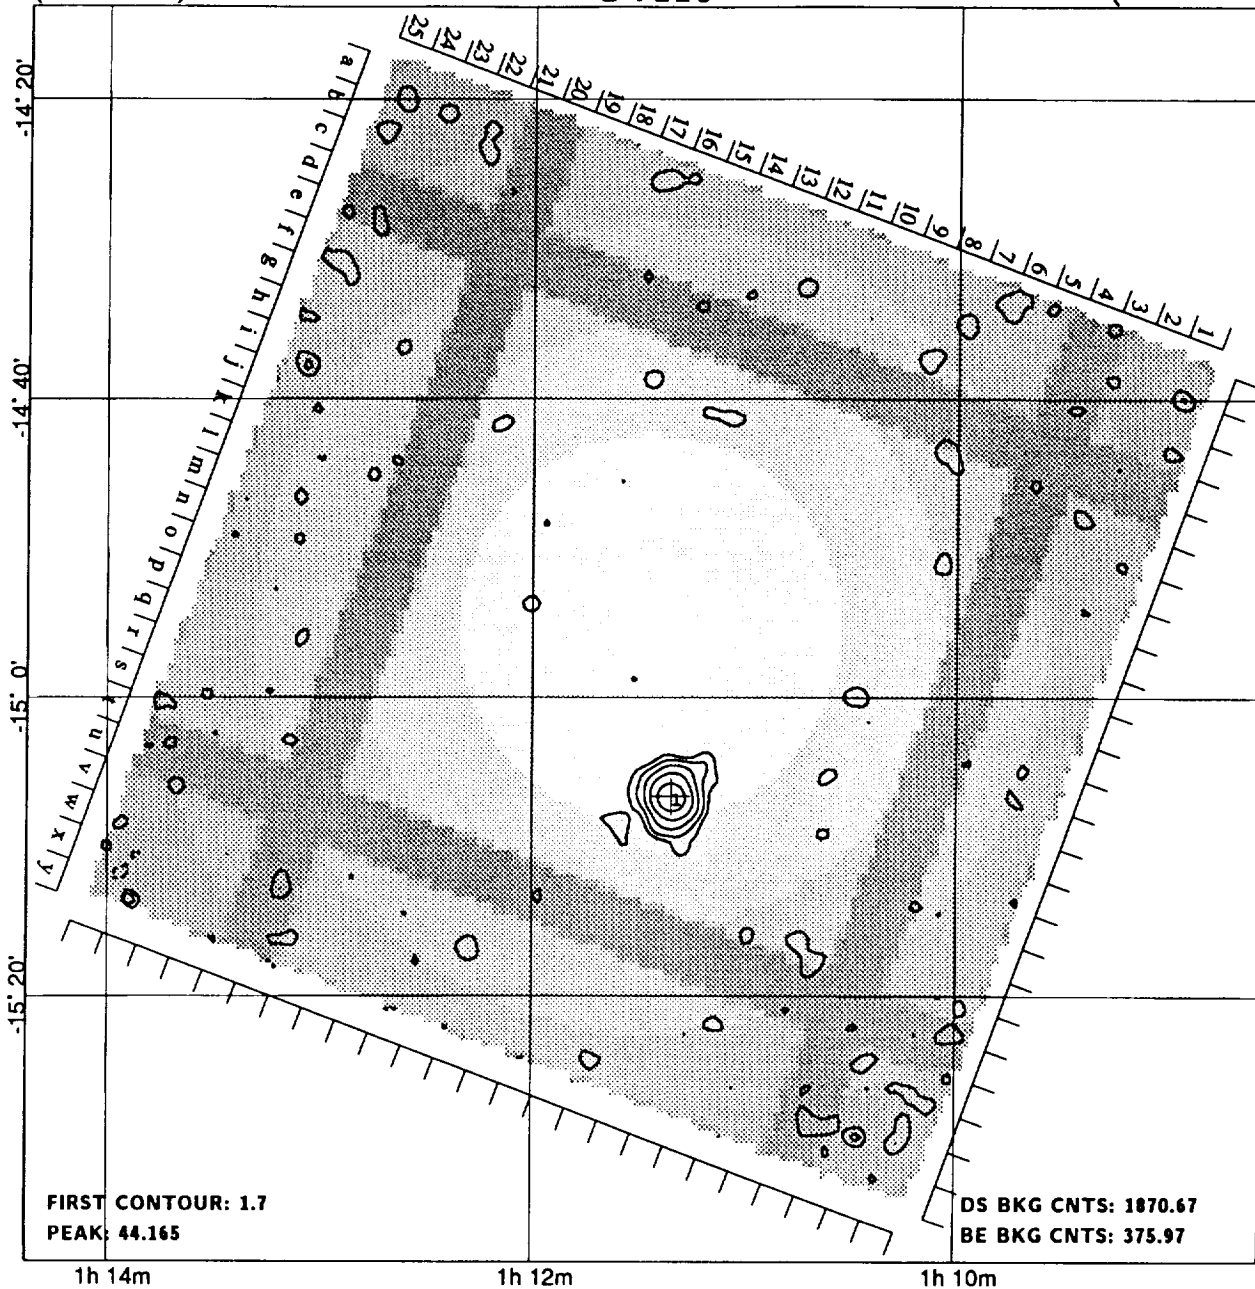 25 24 23 22 21 20 19 18 17 16 15 14 13 12 11 10 9 8 7 6 5 4 3 2 1
a b c d e f g h i j k l m n o p q r s t u v w x y
-14° 20'
-14° 40'
-15° 0'
-15° 20'
1
FIRST CONTOUR: 1.7
PEAK: 44.165
DS BKG CNTS: 1870.67
BE BKG CNTS: 375.97
1h 14m
1h 12m
1h 10m